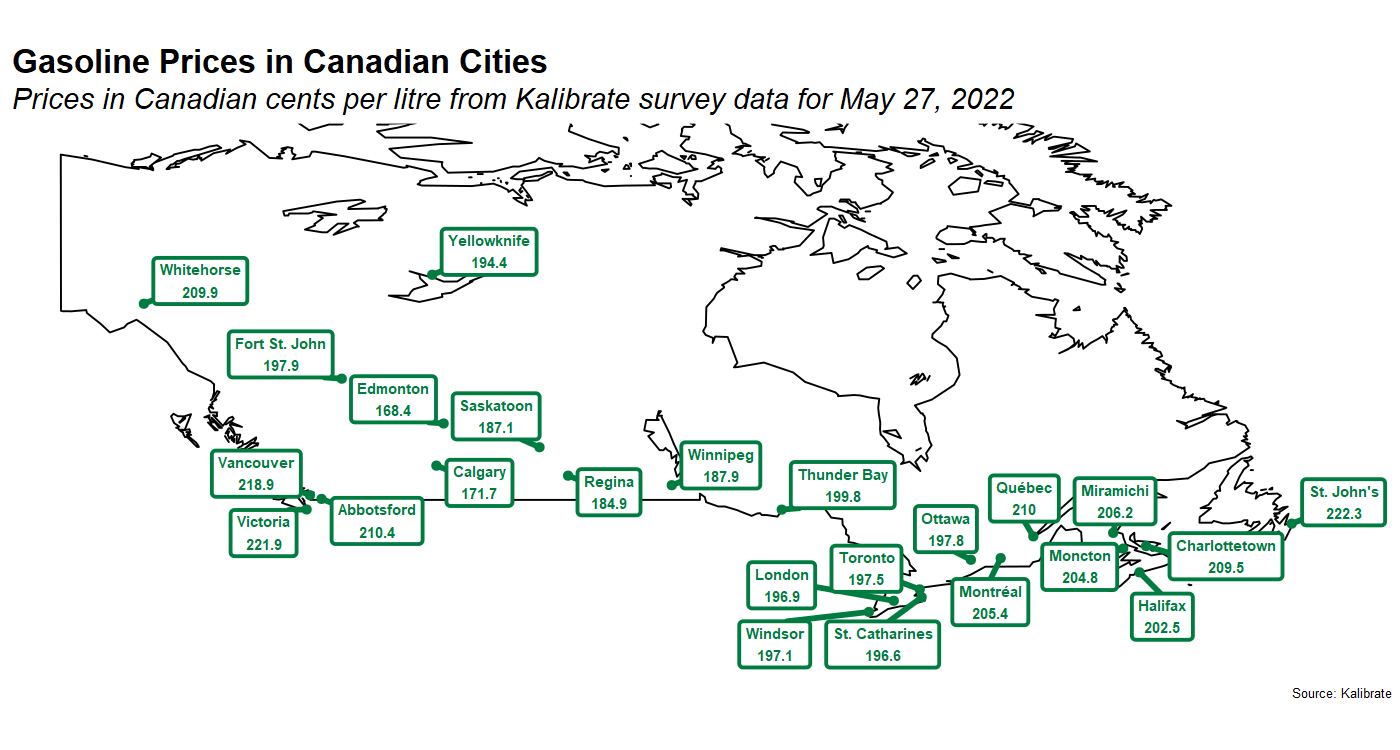 Gasoline Prices in Canadian Cities
Prices in Canadian cents per litre from Kalibrate survey data for May 27, 2022
Yellowknife
194.4
Whitehorse
209.9
Fort St. John
197.9
Edmonton
168.4
Saskatoon
187.1
Vancouver
218.9
Victoria
221.9
Abbotsford
210.4
Calgary
171.7
Regina
184.9
Winnipeg
187.9
Thunder Bay
199.8
Ottawa
197.8
Québec
210
Miramichi
206.2
St. John's
222.3
Toronto
197.5
London
196.9
Windsor
197.1
St. Catharines
196.6
Montréal
205.4
Moncton
204.8
Charlottetown
209.5
Halifax
202.5
Source: Kalibrate